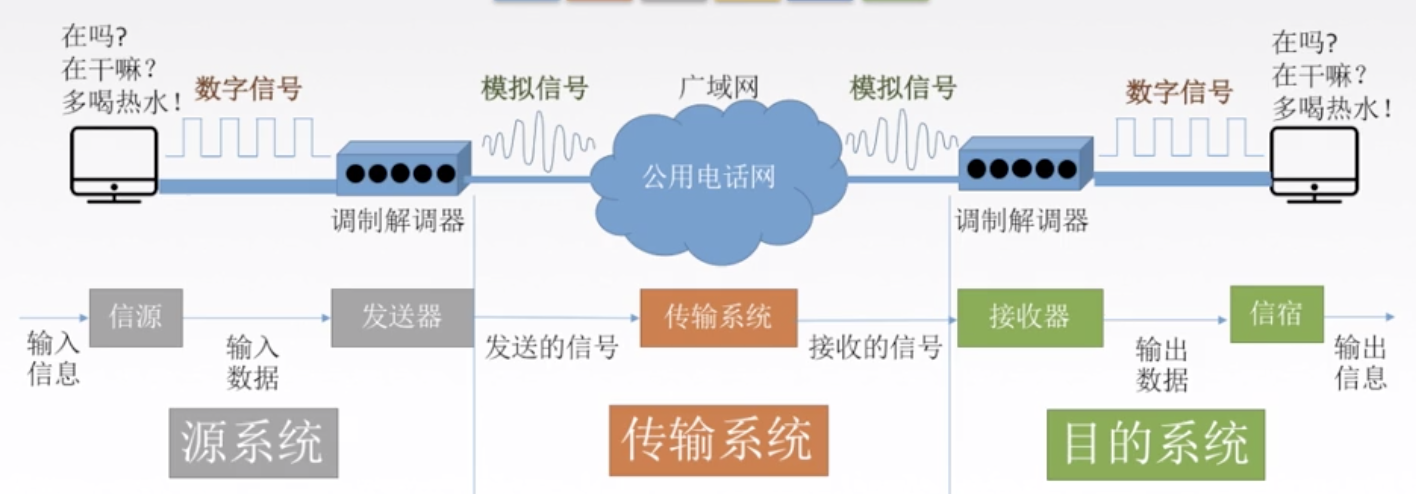 在吗?
在干嘛?
多喝热水!
数字信号
模拟信号
广域网
模拟信号
数字信号
在吗?
在干嘛?
多喝热水!
公用电话网
调制解调器
调制解调器
信源
发送器
传输系统
接收器
信宿
输入
信息
输入
数据
发送的信号
接收的信号
输出
数据
输出
信息
源系统
传输系统
目的系统